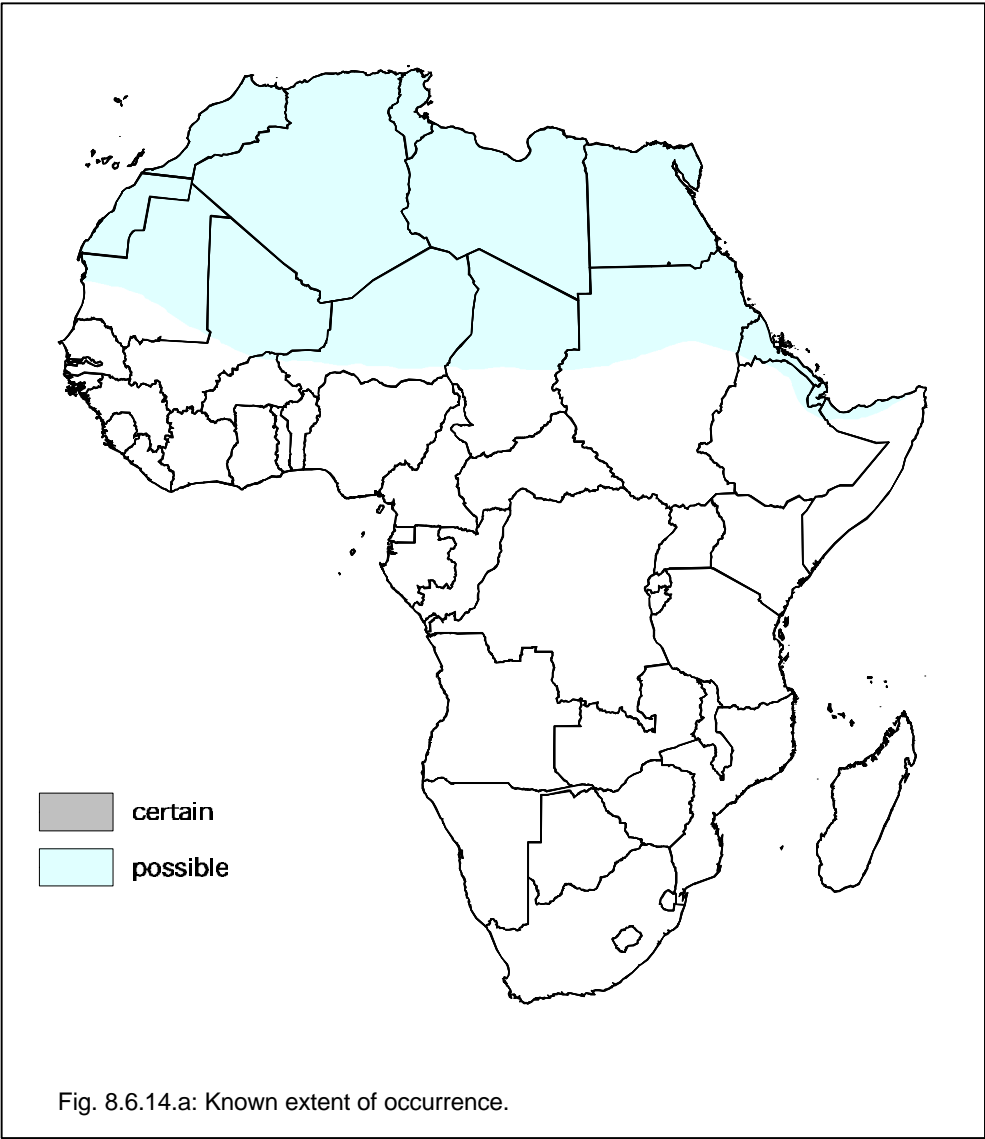 certain
possible
Fig. 8.6.14.a: Known extent of occurrence.